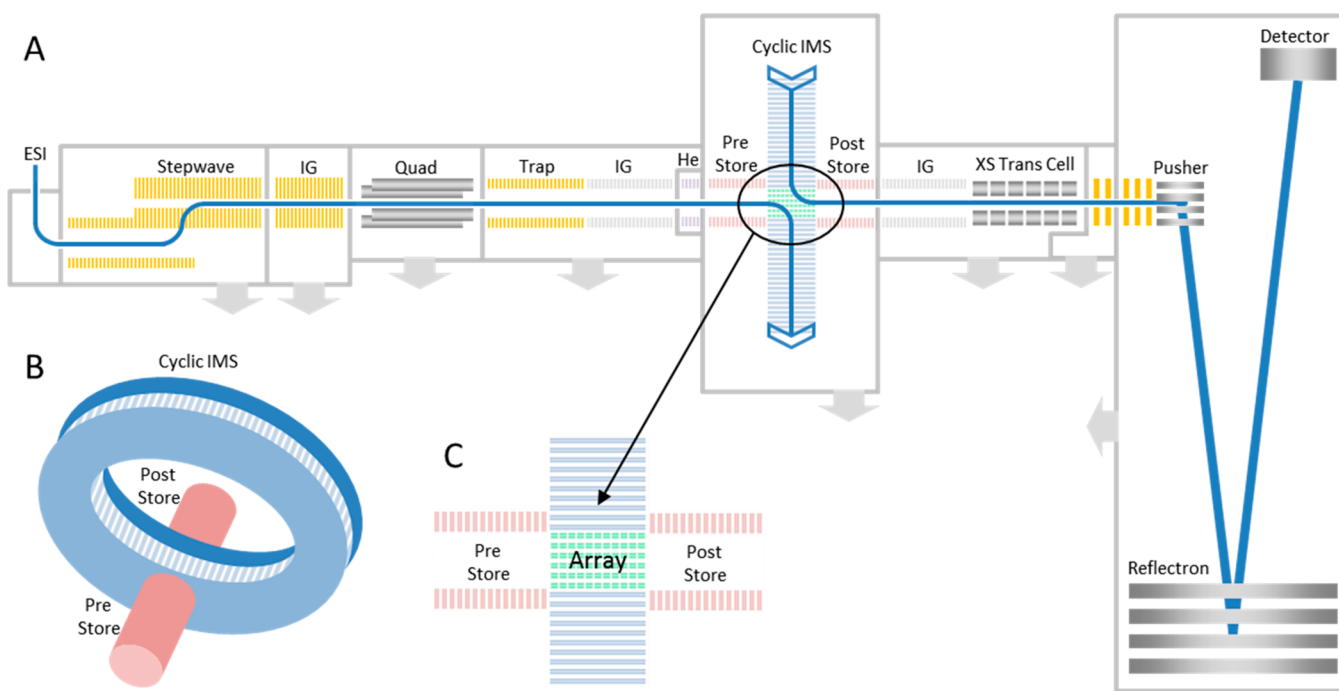 A
ESI
Stepwave
IG
Quad
Trap
IG
He
Pre
Store
Cyclic IMS
Post
Store
IG
XS Trans Cell
Pusher
Detector
Reflectron
B
Cyclic IMS
Post
Store
Pre
Store
C
Pre
Store
Array
Post
Store